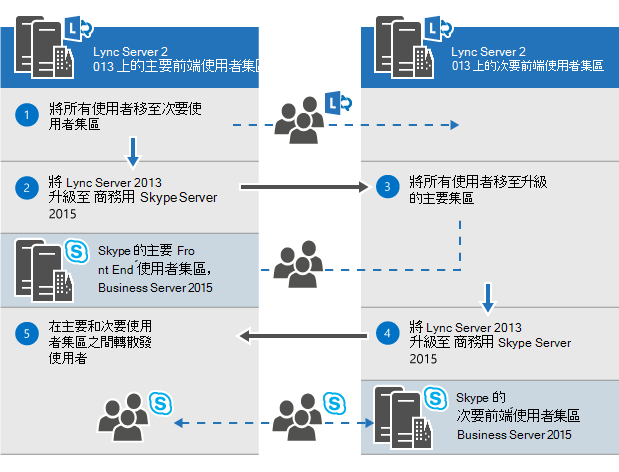 Lync Server 2
013 上的主要前端使用者集區
Lync Server 2
013 上的次要前端使用者集區
1
將所有使用者移至次要使
用者集區
2
將 Lync Server 2013
升級至 商務用 Skype Server
2015
3
將所有使用者移至升級
的主要集區
Skype 的主要 Fro
nt End 使用者集區，
Business Server 2015
5
在主要和次要使用
者集區之間轉散發
使用者
4
將 Lync Server 2013
升級至 商務用 Skype Server
2015
Skype 的
次要前端使用者集區
Business Server 2015